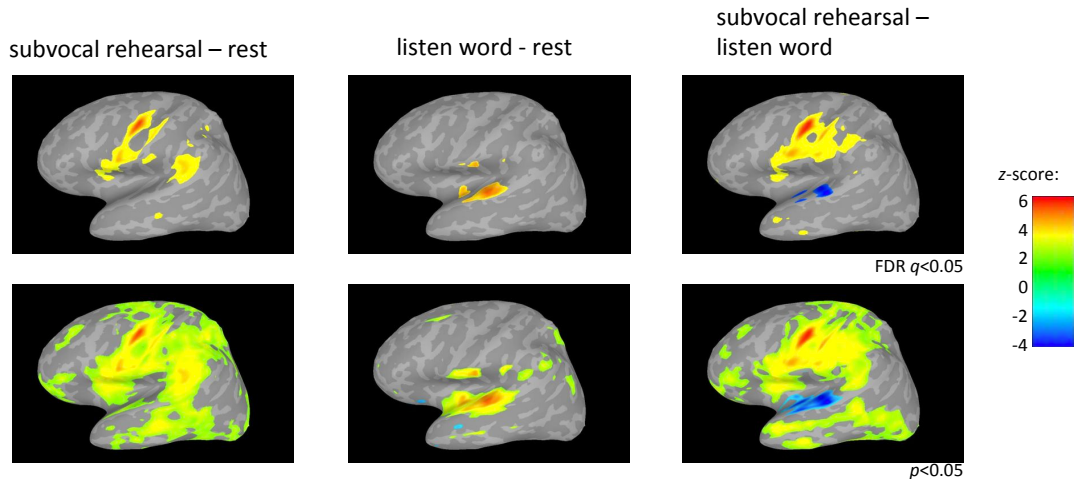 subvocal rehearsal – rest
listen word - rest
subvocal rehearsal –
listen word
z-score:
6
4
2
0
-2
-4
FDR q<0.05
p<0.05